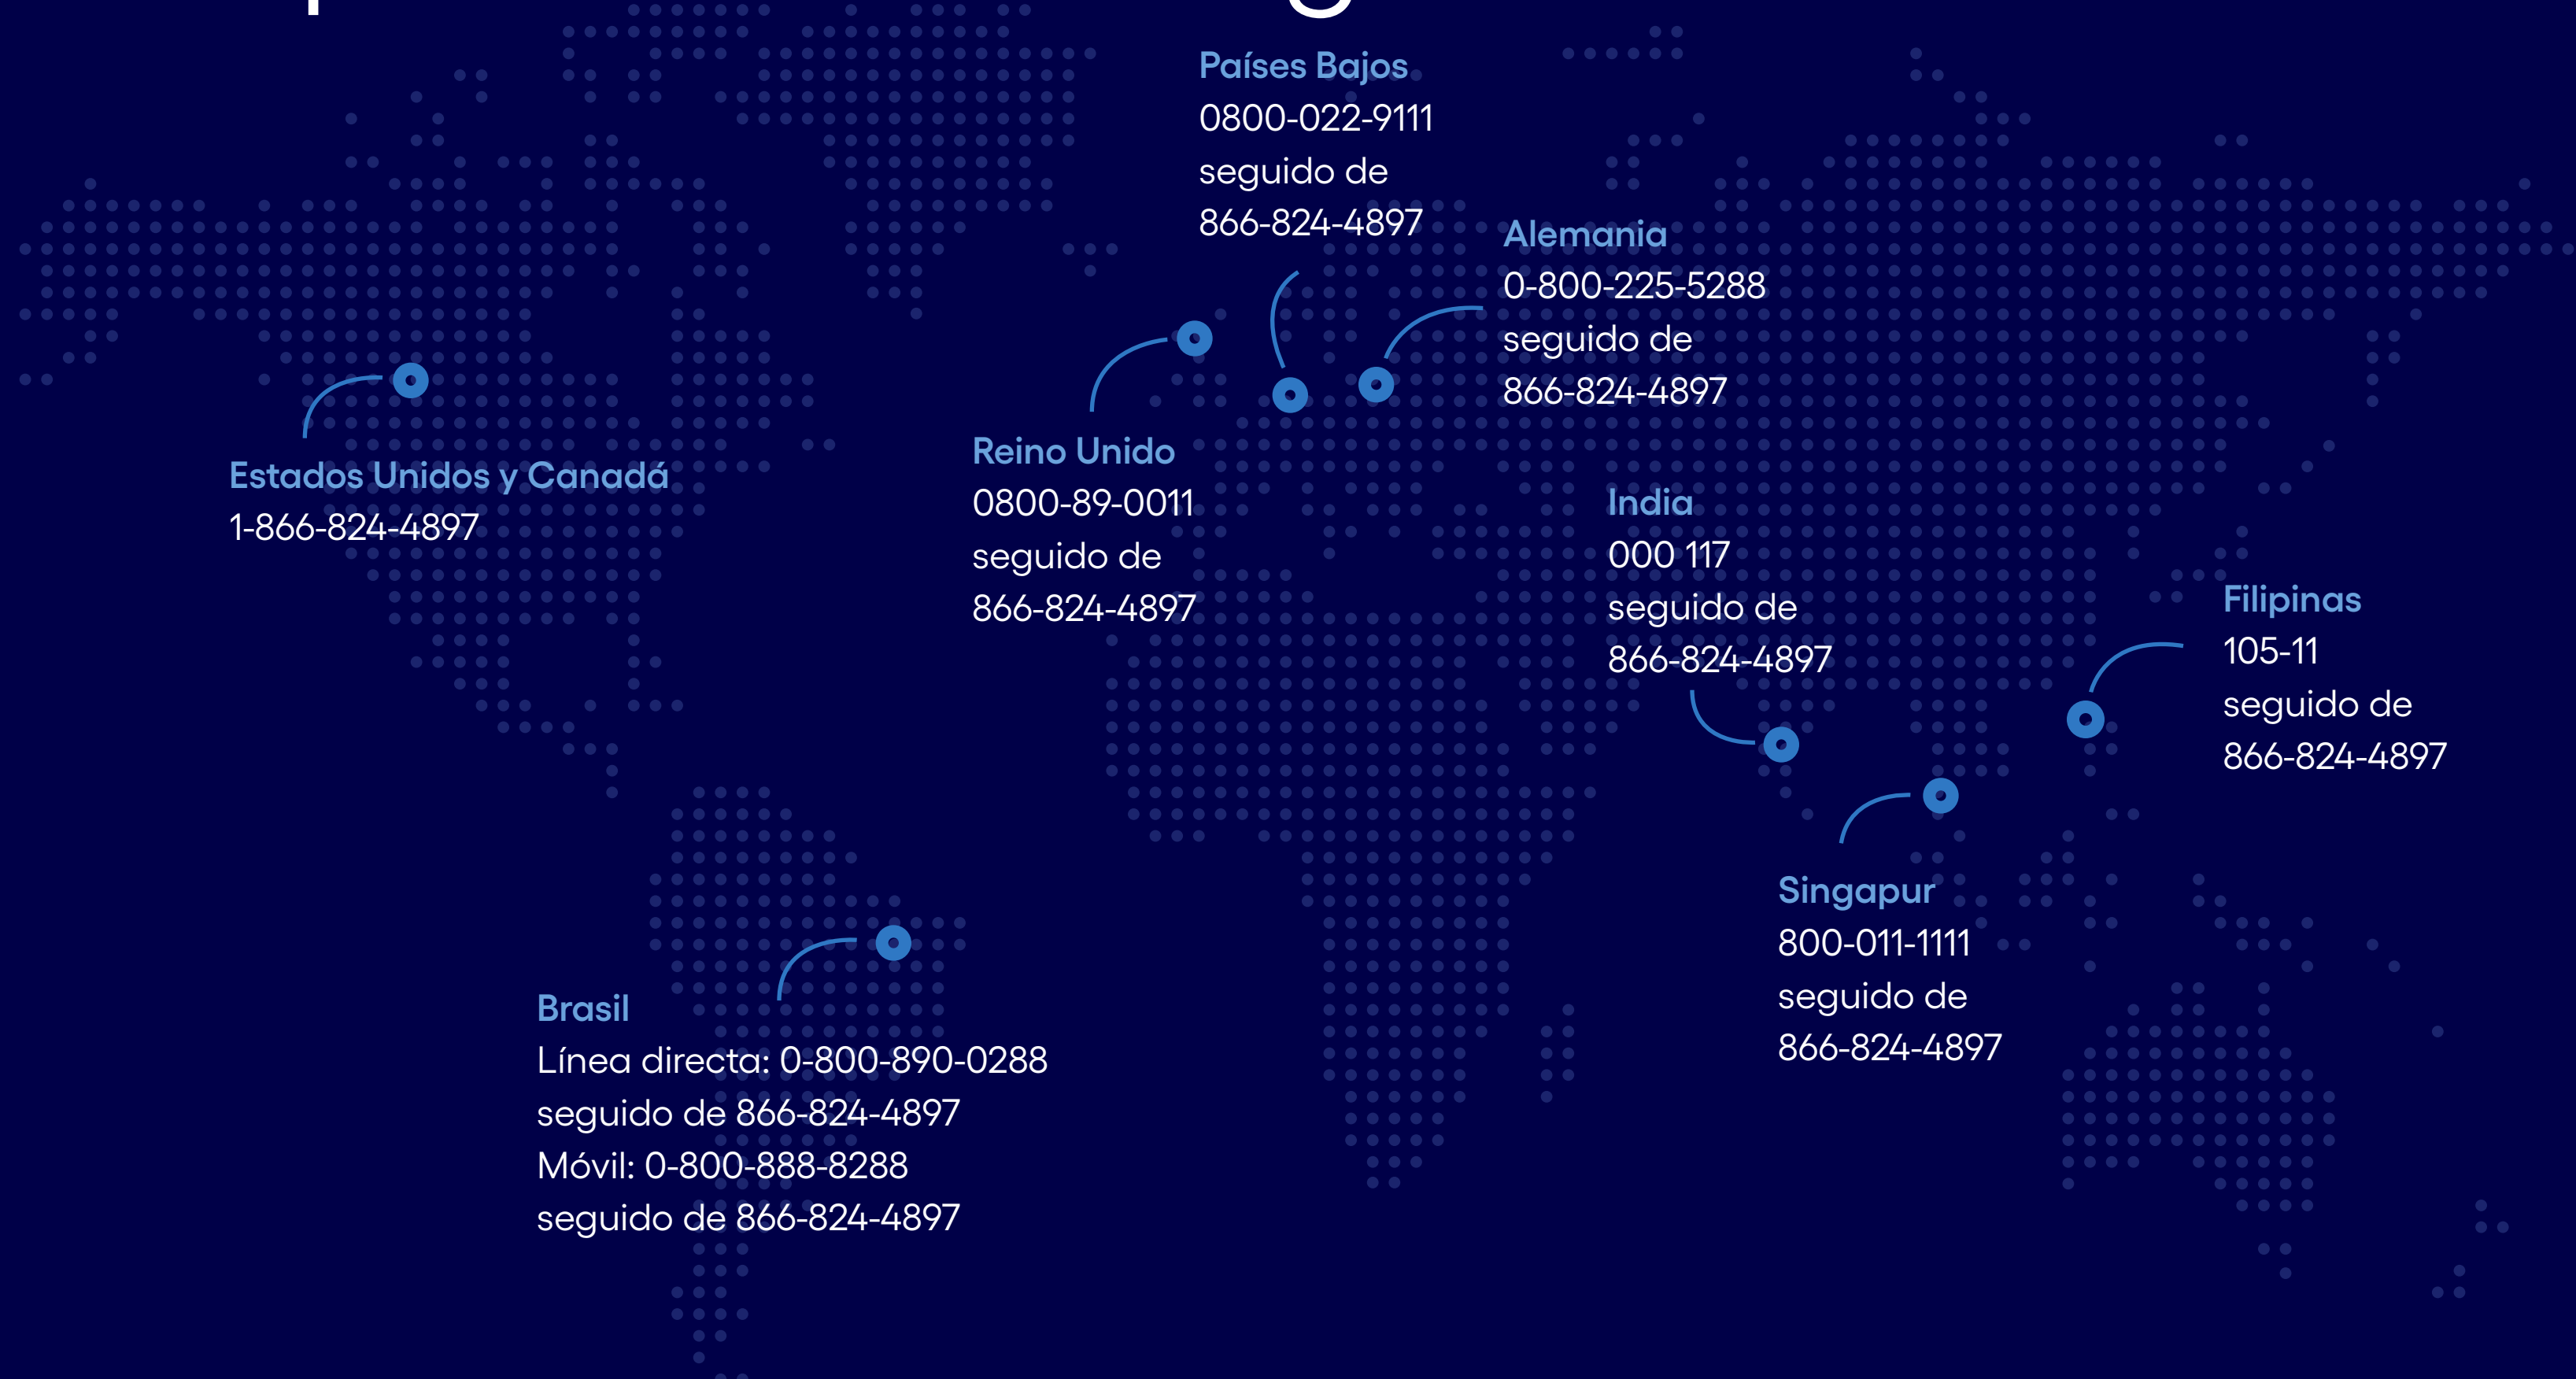 Países Bajos
0800-022-9111
seguido de
866-824-4897
Alemania
0-800-225-5288
seguido de
866-824-4897
Estados Unidos y Canadá
1-866-824-4897
Reino Unido
0800-89-0011
seguido de
866-824-4897
India
000 117
seguido de
866-824-4897
Filipinas
105-11
seguido de
866-824-4897
Singapur
800-011-1111
seguido de
866-824-4897
Brasil
Línea directa: 0-800-890-0288
seguido de 866-824-4897
Móvil: 0-800-888-8288
seguido de 866-824-4897